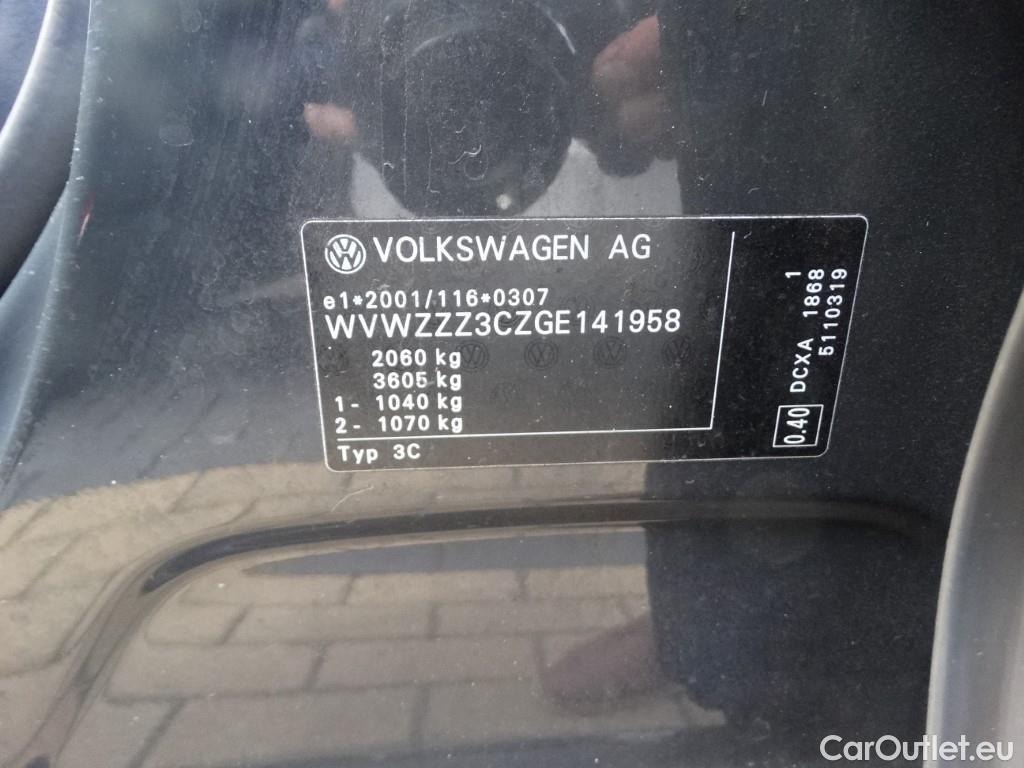 VOLKSWAGEN AG
e1*2001/116*0307
WVWZZZ3CZGE141958
2060 kg
3605 kg
1- 1040 kg
2- 1070 kg
Typ 3C
0.40 DCXA 1868 1
5110319
CarOutlet.eu